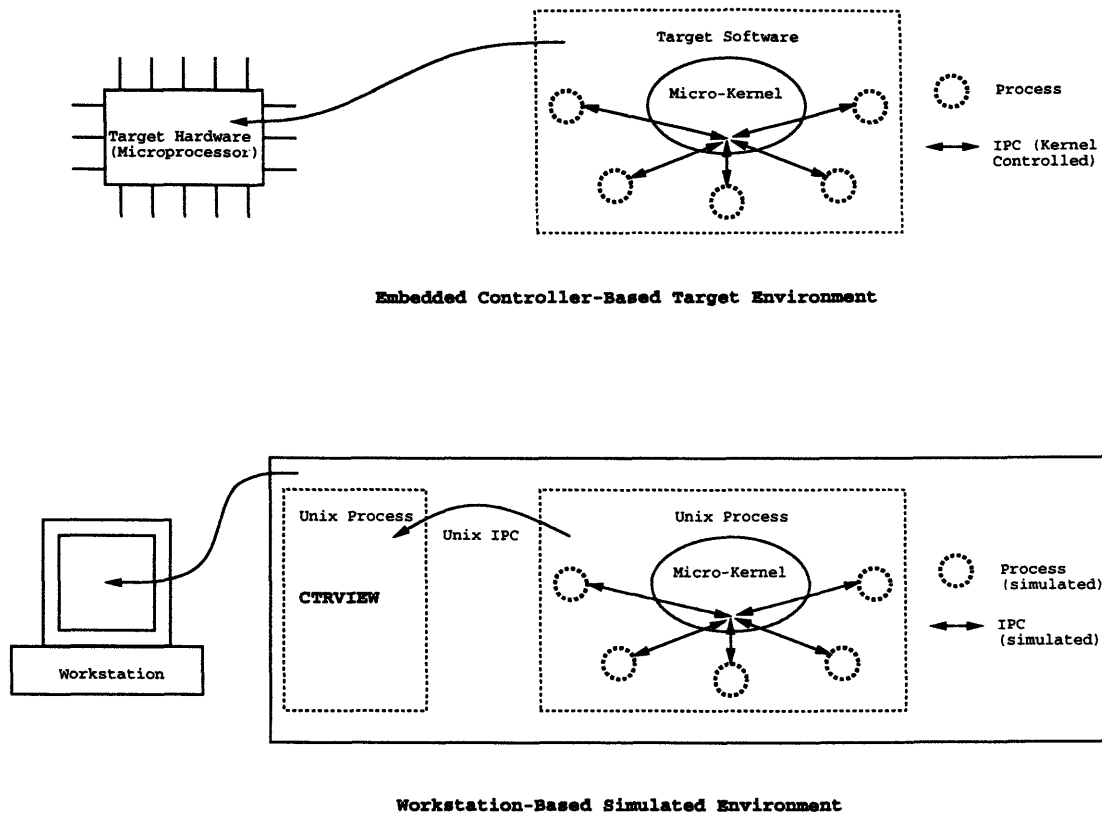 Target Software
Micro-Kernel
Process
Target Hardware
(Microprocessor)
IPC (Kernel
Controlled)
Embedded Controller-Based Target Environment
Unix Process
Unix IPC
Unix Process
Micro-Kernel
CTRVIEW
Process
(simulated)
IPC
(simulated)
Workstation
Workstation-Based Simulated Environment